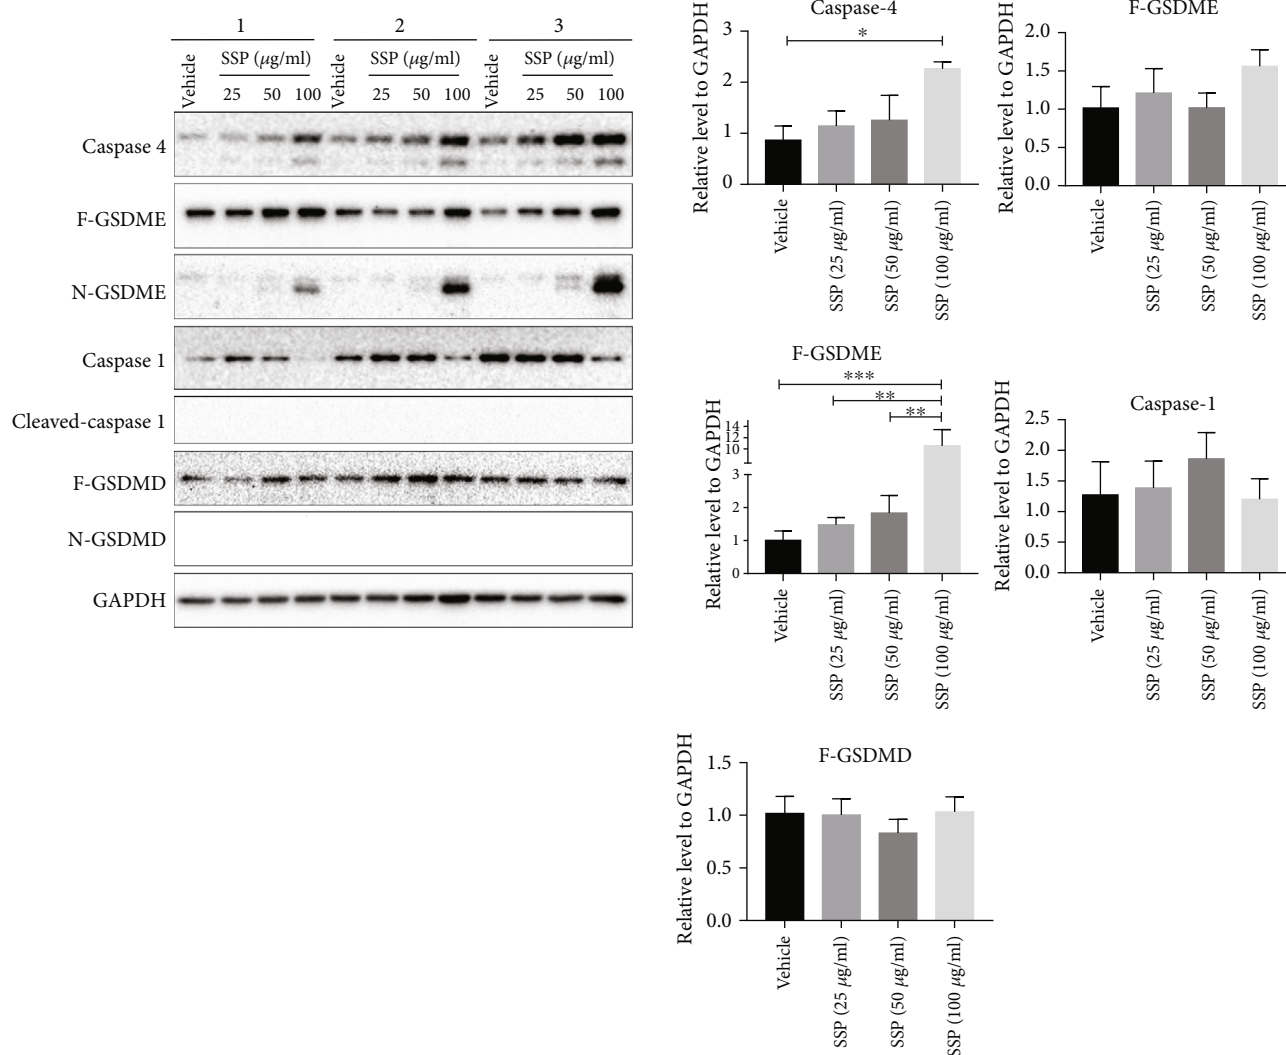 1 2 3
Vehicle SSP (μg/ml) Vehicle SSP (μg/ml) Vehicle SSP (μg/ml)
25 50 100 25 50 100 25 50 100
Caspase 4
F-GSDME
N-GSDME
Caspase 1
Cleaved-caspase 1
F-GSDMD
N-GSDMD
GAPDH
Caspase-4
Relative level to GAPDH
3
2
1
0
*
Vehicle
SSP (25 μg/ml)
SSP (50 μg/ml)
SSP (100 μg/ml)
F-GSDME
Relative level to GAPDH
2.0
1.5
1.0
0.5
0.0
Vehicle
SSP (25 μg/ml)
SSP (50 μg/ml)
SSP (100 μg/ml)
F-GSDME
Relative level to GAPDH
14
12
10
3
2
1
0
***
**
**
Vehicle
SSP (25 μg/ml)
SSP (50 μg/ml)
SSP (100 μg/ml)
Caspase-1
Relative level to GAPDH
2.5
2.0
1.5
1.0
0.5
0.0
Vehicle
SSP (25 μg/ml)
SSP (50 μg/ml)
SSP (100 μg/ml)
F-GSDMD
Relative level to GAPDH
1.5
1.0
0.5
0.0
Vehicle
SSP (25 μg/ml)
SSP (50 μg/ml)
SSP (100 μg/ml)